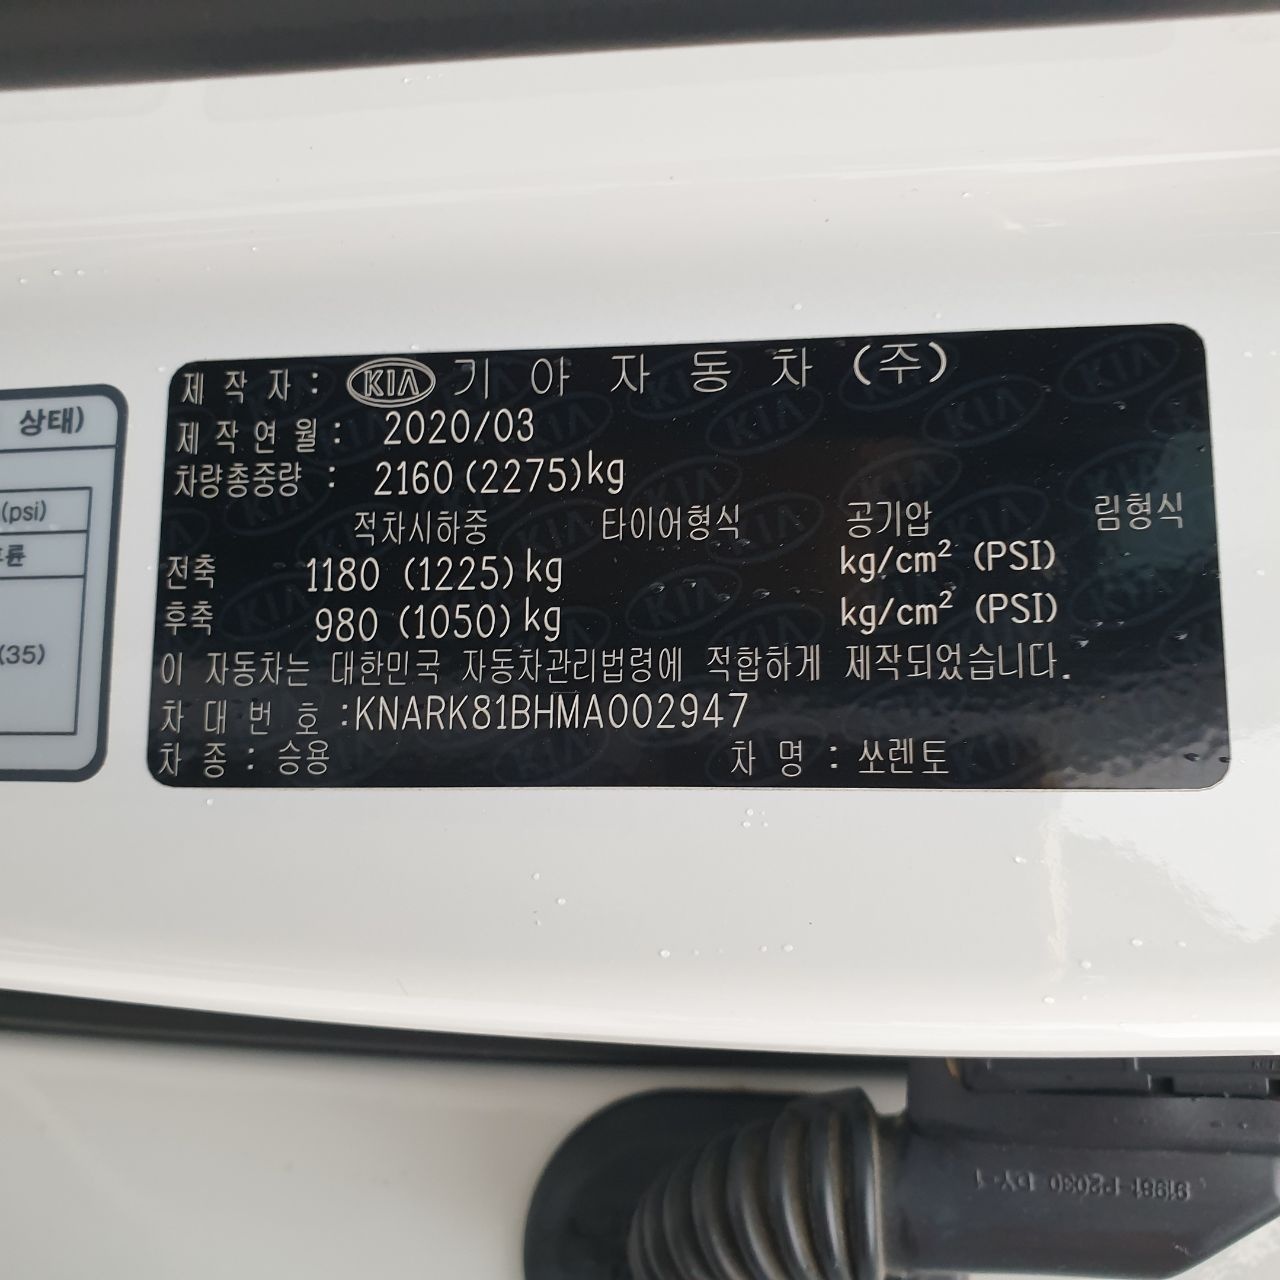 제 작 자 : KIA 기 아 자 동 차 (주)
제 작 연 월 : 2020/03
차량총중량 : 2160 (2275)kg
적차시하중 타이어형식 공기압 림형식
전축 1180 (1225)kg kg/cm² (PSI)
후축 980 (1050)kg kg/cm² (PSI)
이 자동차는 대한민국 자동차관리법령에 적합하게 제작되었습니다.
차 대 번 호 :KNARK81BHMA002947
차 종 : 승용 차 명 : 쏘렌토
상태)
(psi)
륜
(35)
91981-P2030 DY-1